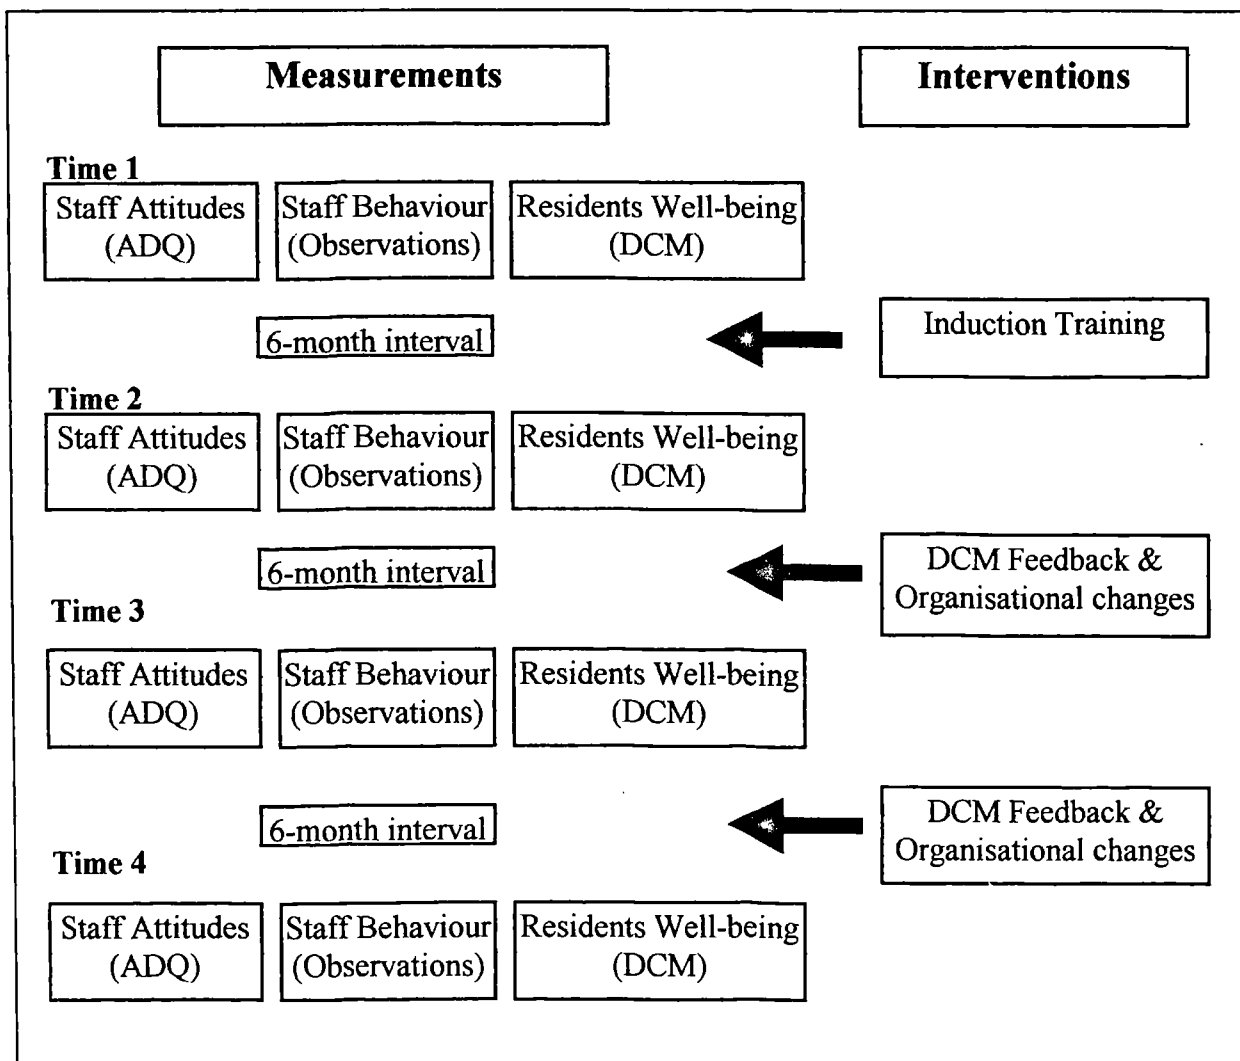 Measurements
Interventions
Time 1
Staff Attitudes
(ADQ)
Staff Behaviour
(Observations)
Residents Well-being
(DCM)
6-month interval
Induction Training
Time 2
Staff Attitudes
(ADQ)
Staff Behaviour
(Observations)
Residents Well-being
(DCM)
6-month interval
DCM Feedback &
Organisational changes
Time 3
Staff Attitudes
(ADQ)
Staff Behaviour
(Observations)
Residents Well-being
(DCM)
6-month interval
DCM Feedback &
Organisational changes
Time 4
Staff Attitudes
(ADQ)
Staff Behaviour
(Observations)
Residents Well-being
(DCM)